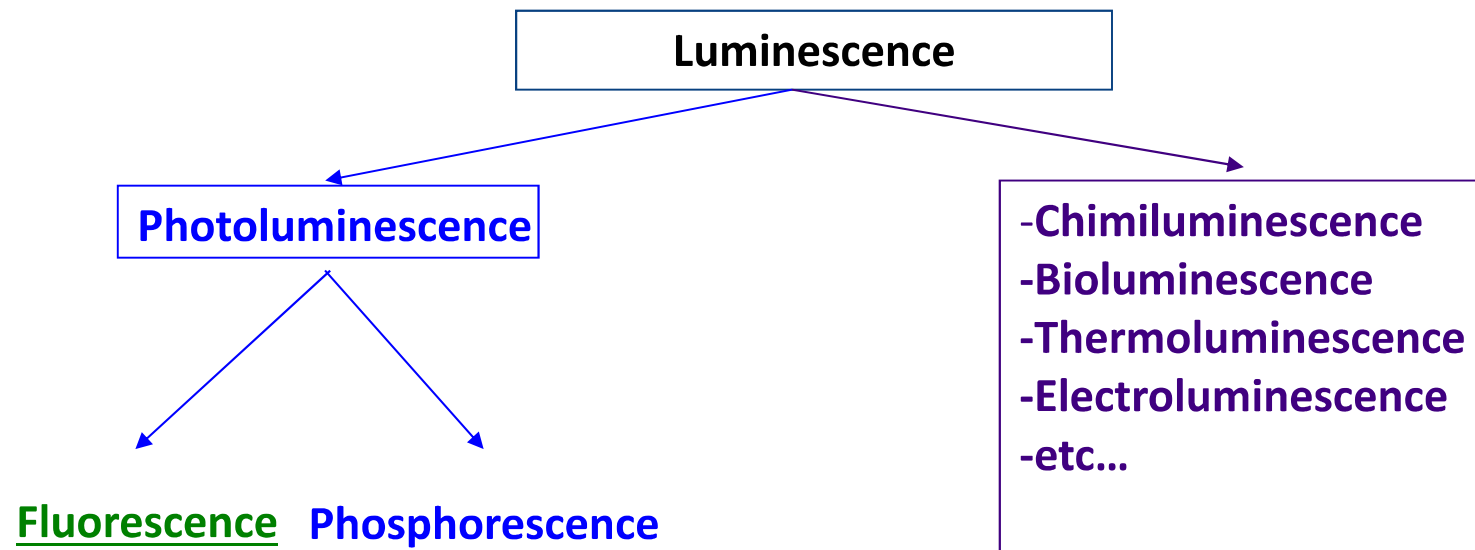 Luminescence
Photoluminescence
-Chimiluminescence
-Bioluminescence
-Thermoluminescence
-Electroluminescence
-etc…
Fluorescence
Phosphorescence